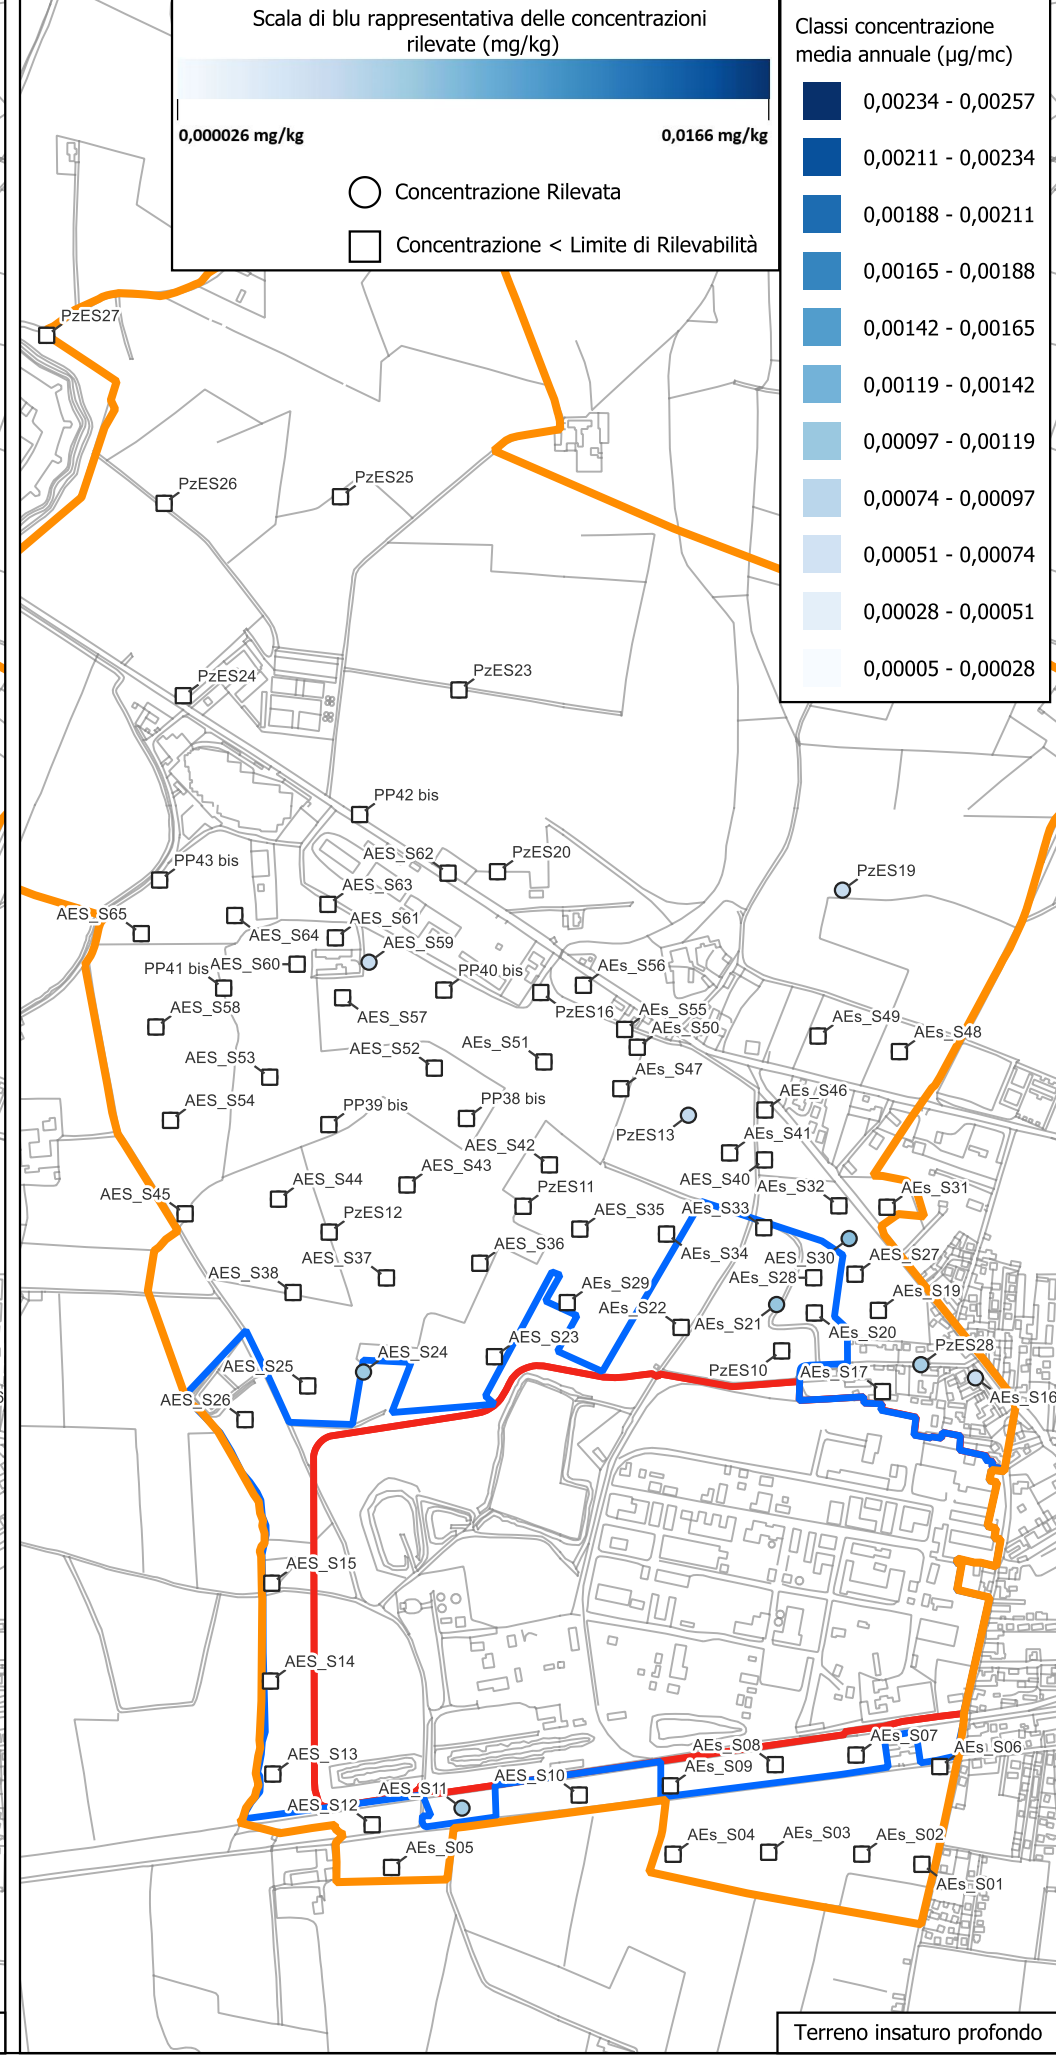 Scala di blu rappresentativa delle concentrazioni
rilevate (mg/kg)
0,000026 mg/kg
0,0166 mg/kg
Concentrazione Rilevata
Concentrazione < Limite di Rilevabilità
Classi concentrazione
media annuale (µg/mc)
0,00234 - 0,00257
0,00211 - 0,00234
0,00188 - 0,00211
0,00165 - 0,00188
0,00142 - 0,00165
0,00119 - 0,00142
0,00097 - 0,00119
0,00074 - 0,00097
0,00051 - 0,00074
0,00028 - 0,00051
0,00005 - 0,00028
PzES27
PzES26
PzES25
PzES24
PzES23
PP42 bis
AES_S62
PzES20
PP43 bis
PzES19
AES_S63
AES_S65
AES_S61
AES_S64
AES_S59
PP41 bis
AES_S60
PP40 bis
AEs_S56
AES_S58
AES_S57
PzES16
AEs_S55
AEs_S50
AEs_S49
AEs_S48
AES_S53
AES_S52
AEs_S51
AEs_S47
AES_S54
PP39 bis
PP38 bis
AEs_S46
PzES13
AEs_S41
AES_S42
AES_S43
AES_S40
AES_S45
AES_S44
PzES11
AEs_S32
AEs_S31
PzES12
AES_S35
AEs_S33
AES_S37
AES_S36
AEs_S34
AES_S30
AES_S27
AES_S38
AEs_S29
AEs_S28
AEs_S19
AEs_S22
AEs_S21
AEs_S20
AES_S24
AES_S23
PzES28
AES_S25
PzES10
AEs_S17
AES_S26
AEs_S16
AES_S15
AES_S14
AES_S13
AEs_S08
AEs_S07
AEs_S06
AES_S11
AES_S10
AEs_S09
AES_S12
AEs_S05
AEs_S04
AEs_S03
AEs_S02
AEs_S01
Terreno insaturo profondo